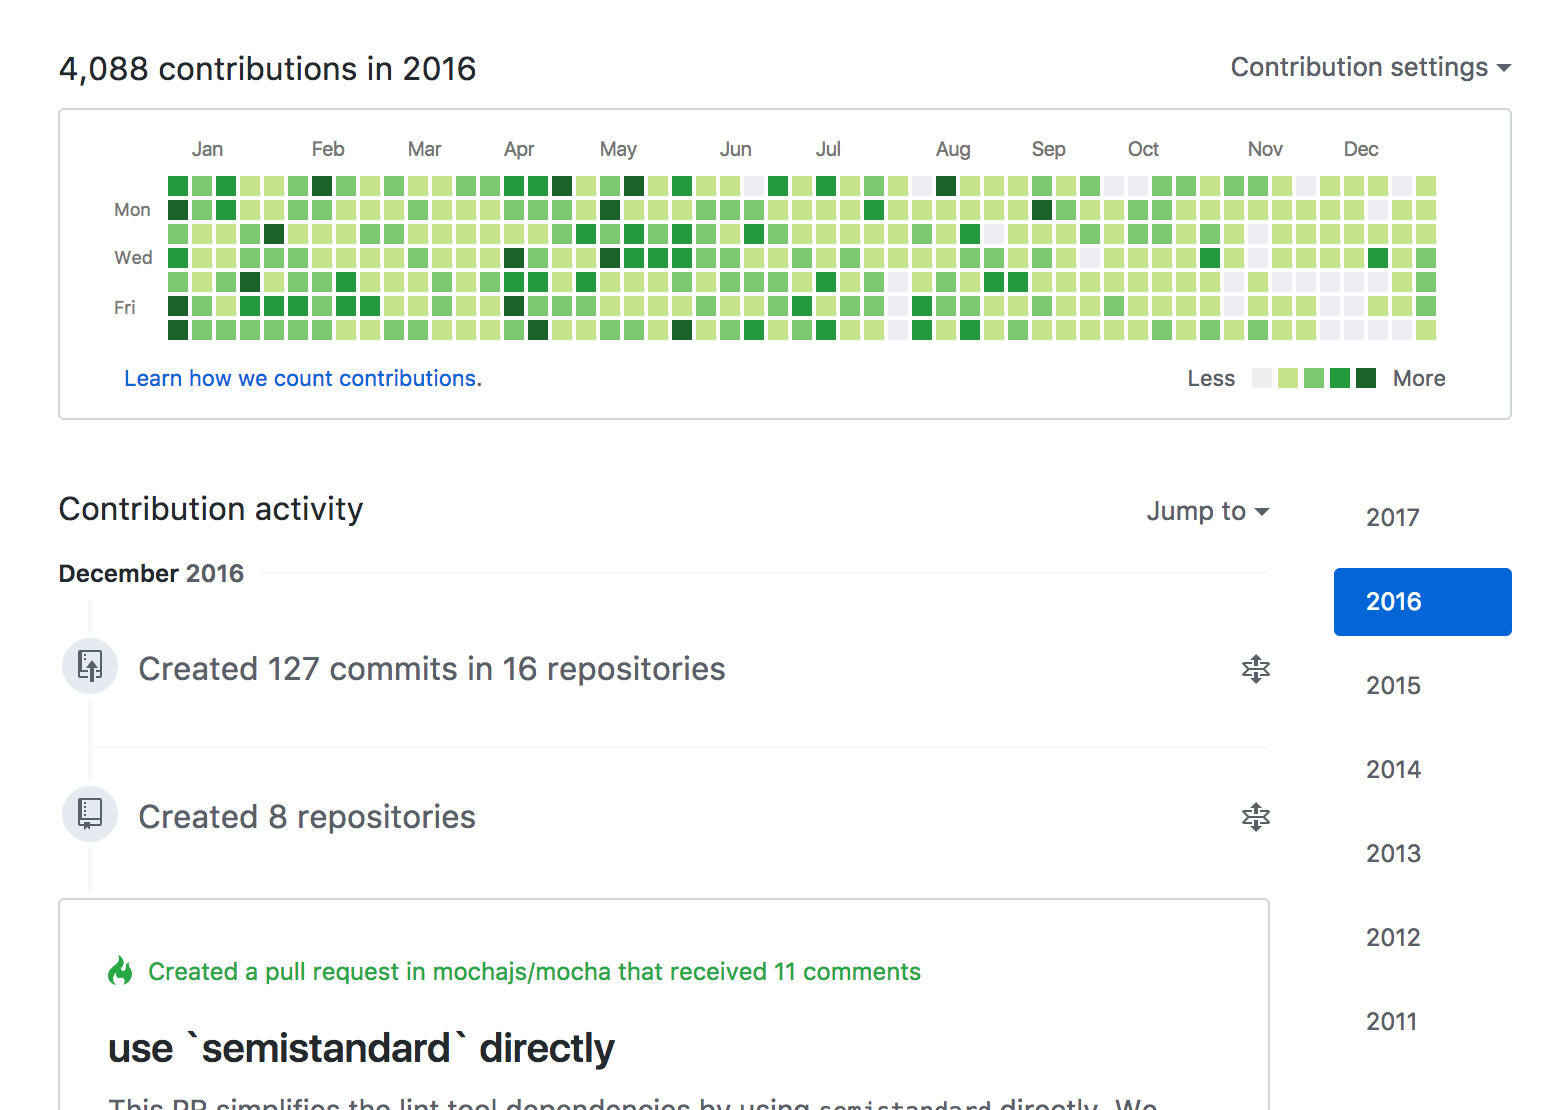 4,088 contributions in 2016
Contribution settings
Jan Feb Mar Apr May Jun Jul Aug Sep Oct Nov Dec
Mon
Wed
Fri
Learn how we count contributions.
Less More
Contribution activity
Jump to
December 2016
Created 127 commits in 16 repositories
Created 8 repositories
Created a pull request in mochajs/mocha that received 11 comments
use `semistandard` directly
This PR simplifies the lint tool dependencies by using semistandard directly. We
2017
2016
2015
2014
2013
2012
2011